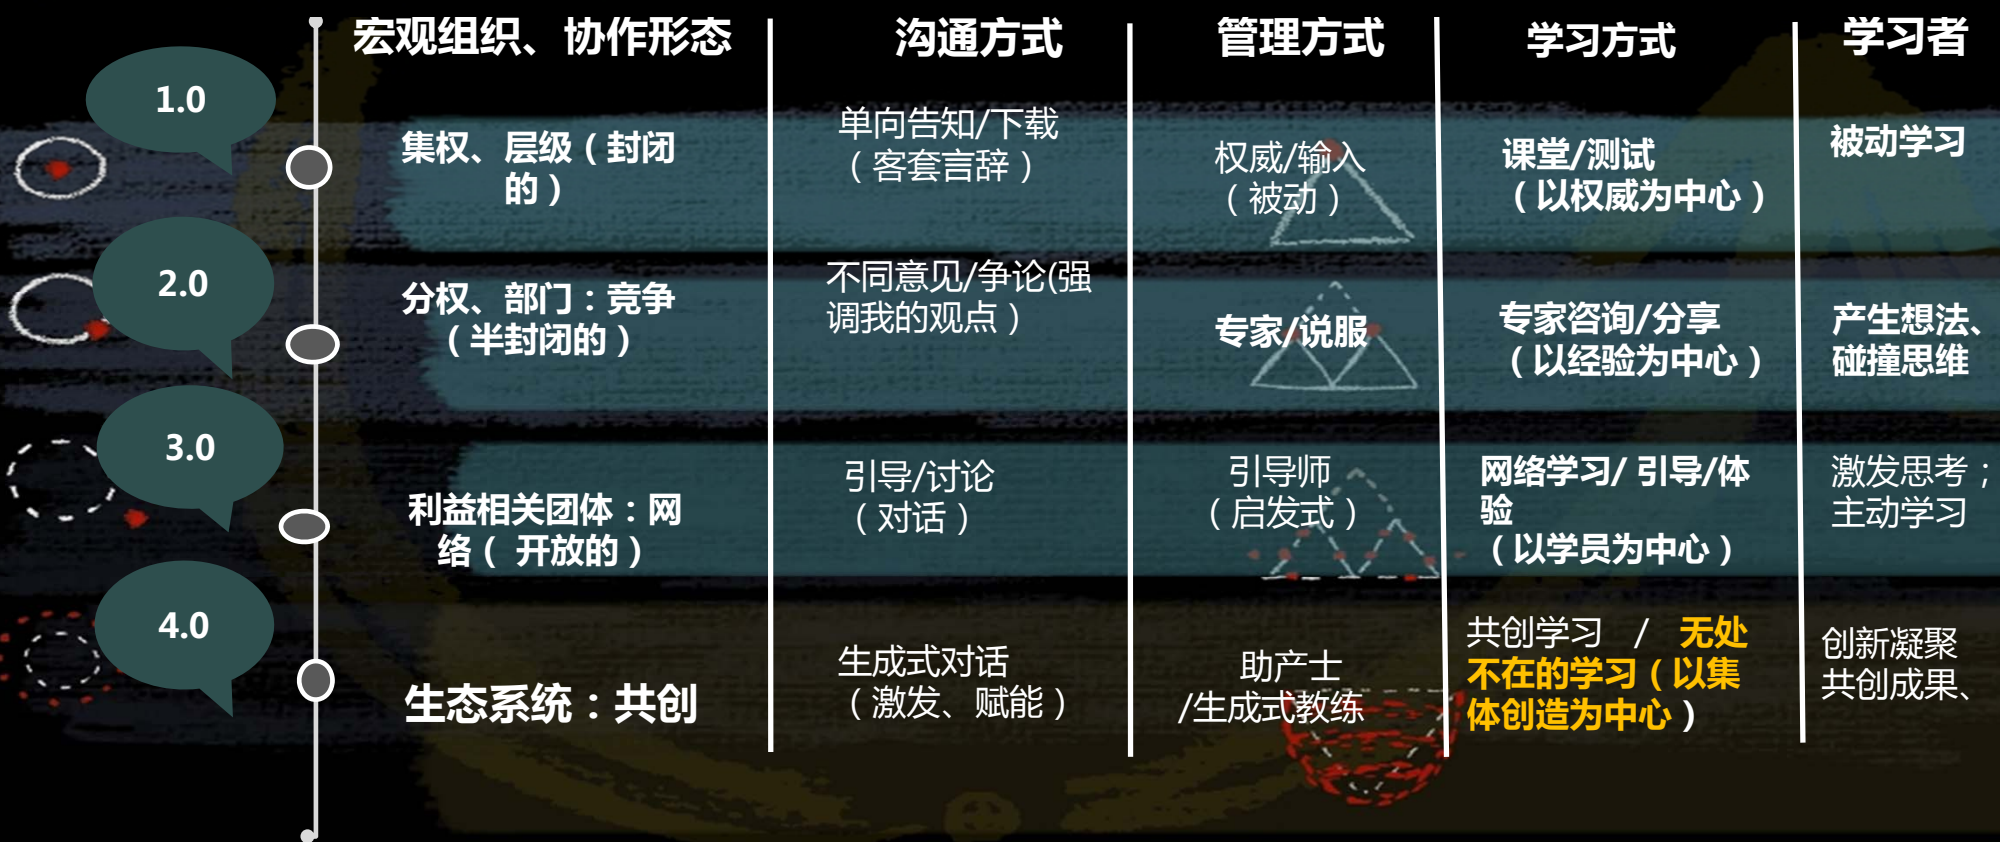 宏观组织、协作形态
沟通方式
管理方式
学习方式
学习者
1.0
集权、层级（封闭
的）
单向告知/下载
（客套言辞）
权威/输入
（被动）
课堂/测试
（以权威为中心）
被动学习
2.0
分权、部门：竞争
（半封闭的）
不同意见/争论(强
调我的观点）
专家/说服
专家咨询/分享
（以经验为中心）
产生想法、
碰撞思维
3.0
利益相关团体：网
络（ 开放的）
引导/讨论
（对话）
引导师
（启发式）
网络学习/ 引导/体
验
（以学员为中心）
激发思考；
主动学习
4.0
生态系统：共创
生成式对话
（激发、赋能）
助产士
/生成式教练
共创学习 / 无处
不在的学习（以集
体创造为中心）
创新凝聚
共创成果、